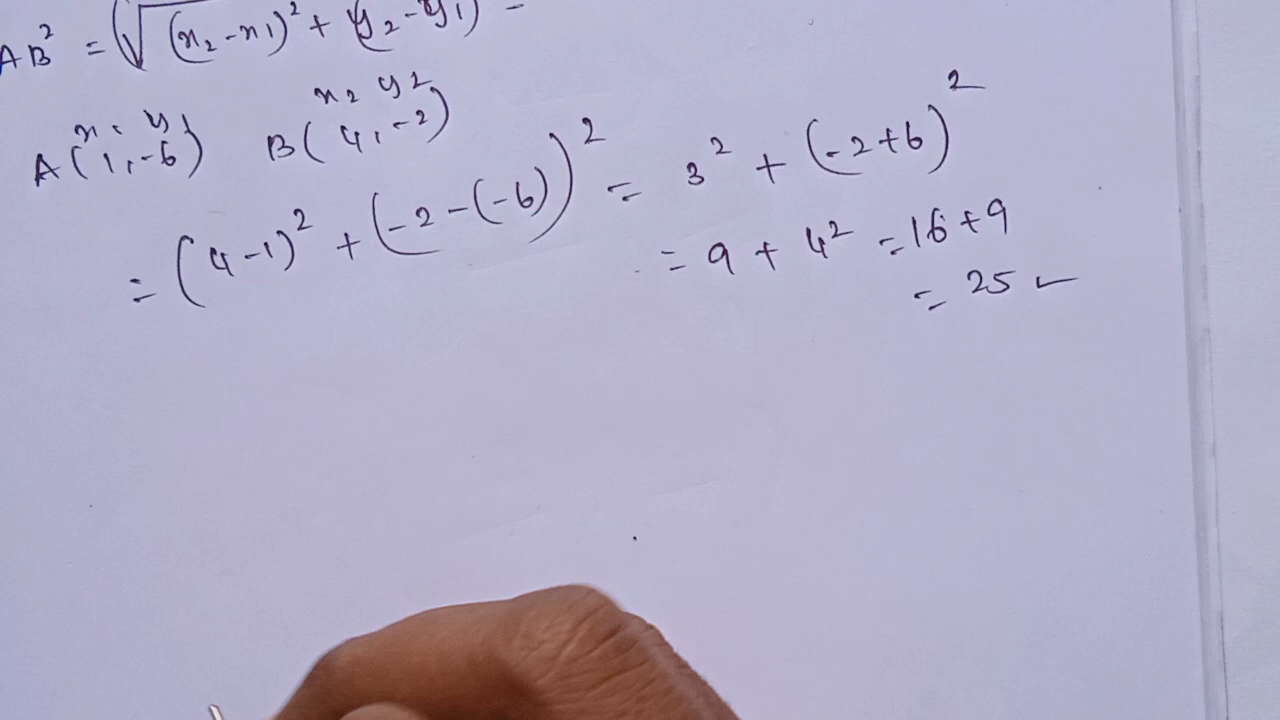 AB² = (√(x₂-x₁)² + (y₂-y₁)
x₁ y₁ x₂ y₂
A(1,-6) B(4,-2)
= (4-1)² + (-2-(-6))² = 3² + (-2+6)²
= 9 + 4² = 16+9
= 25